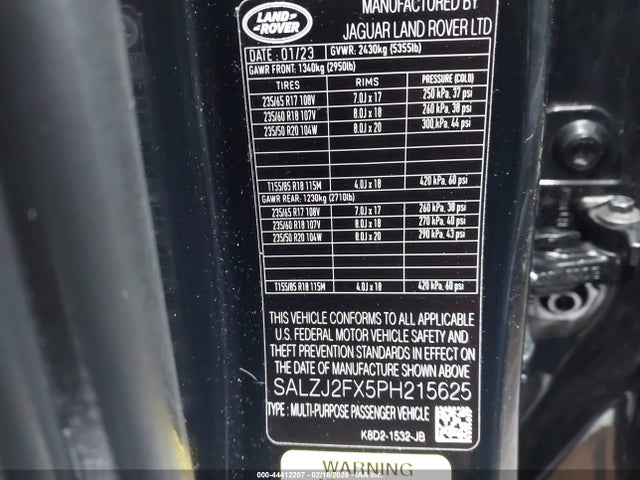 MANUFACTURED BY
LAND
ROVER
JAGUAR LAND ROVER LTD
DATE : 01/23 GVWR: 2430kg (5355lb)
GAWR FRONT: 1340kg (2950lb)
TIRES RIMS PRESSURE (COLD)
235/65 R17 108V 7.0J x 17 250 kPa, 37 psi
235/60 R18 107V 8.0J x 18 260 kPa, 38 psi
235/50 R20 104W 8.0J x 20 300 kPa, 44 psi
T155/85 R18 115M 4.0J x 18 420 kPa, 60 psi
GAWR REAR: 1230kg (2710lb)
235/65 R17 108V 7.0J x 17 260 kPa, 38 psi
235/60 R18 107V 8.0J x 18 270 kPa, 40 psi
235/50 R20 104W 8.0J x 20 290 kPa, 43 psi
T155/85 R18 115M 4.0J x 18 420 kPa, 60 psi
THIS VEHICLE CONFORMS TO ALL APPLICABLE
U.S. FEDERAL MOTOR VEHICLE SAFETY AND
THEFT PREVENTION STANDARDS IN EFFECT ON
THE DATE OF MANUFACTURE SHOWN ABOVE
SALZJ2FX5PH215625
TYPE : MULTI-PURPOSE PASSENGER VEHICLE
K8D2-1532-JB
WARNING
000-44412207 - 02/18/2026 - IAA Inc.